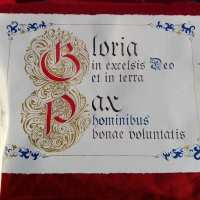 Gloria
in excelsis Deo
et in terra
Pax
hominibus
bonae voluntatis